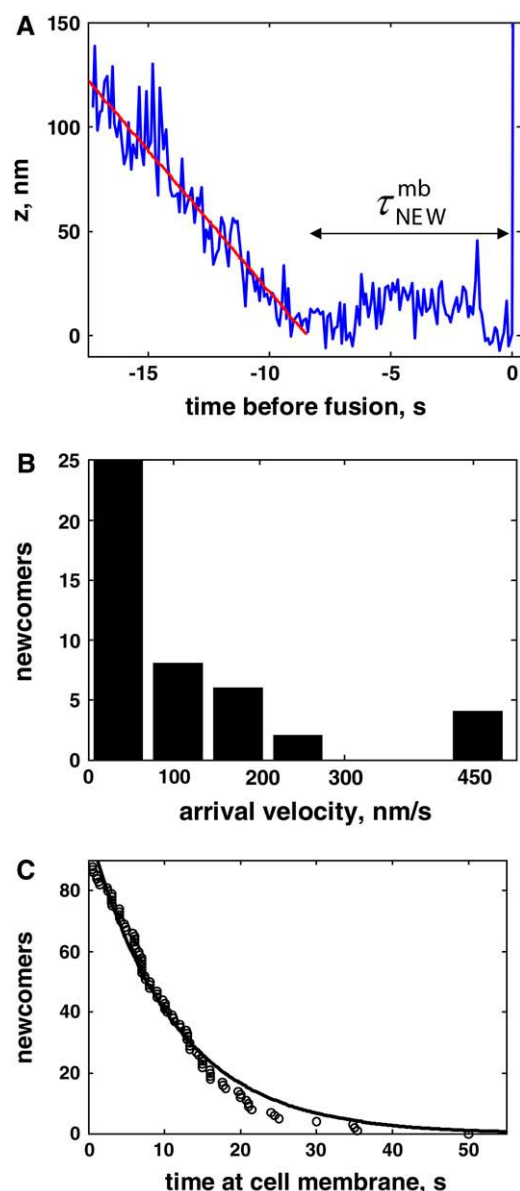 A
150
100
50
0
z, nm
τ mb NEW
-15 -10 -5 0
time before fusion, s
B
25
20
15
10
5
0
newcomers
0 100 200 300 450
arrival velocity, nm/s
C
80
60
40
20
0
newcomers
0 10 20 30 40 50
time at cell membrane, s